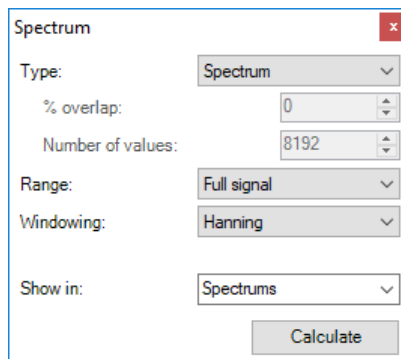 Spectrum x
Type: Spectrum
% overlap: 0
Number of values: 8192
Range: Full signal
Windowing: Hanning
Show in: Spectrums
Calculate